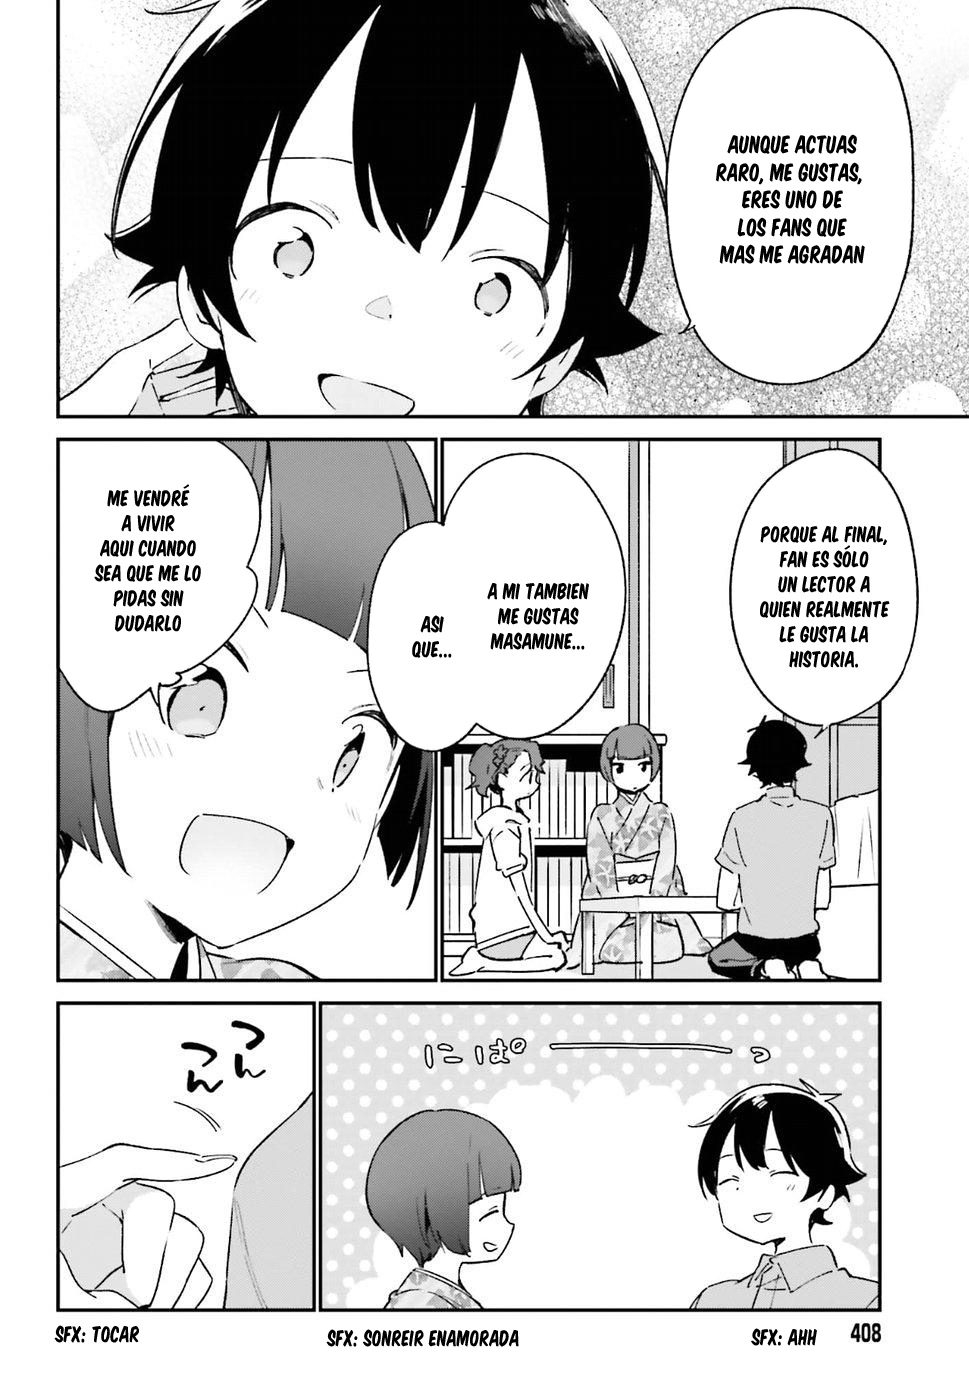 AUNQUE ACTUAS
RARO, ME GUSTAS,
ERES UNO DE
LOS FANS QUE
MAS ME AGRADAN
PORQUE AL FINAL,
FAN ES SÓLO
UN LECTOR A
QUIEN REALMENTE
LE GUSTA LA
HISTORIA.
A MI TAMBIEN
ME GUSTAS
MASAMUNE...
ASI
QUE...
ME VENDRÉ
A VIVIR
AQUI CUANDO
SEA QUE ME LO
PIDAS SIN
DUDARLO
にぱ°――っ
つん
つん
SFX: TOCAR
SFX: SONREIR ENAMORADA
SFX: AHH
408